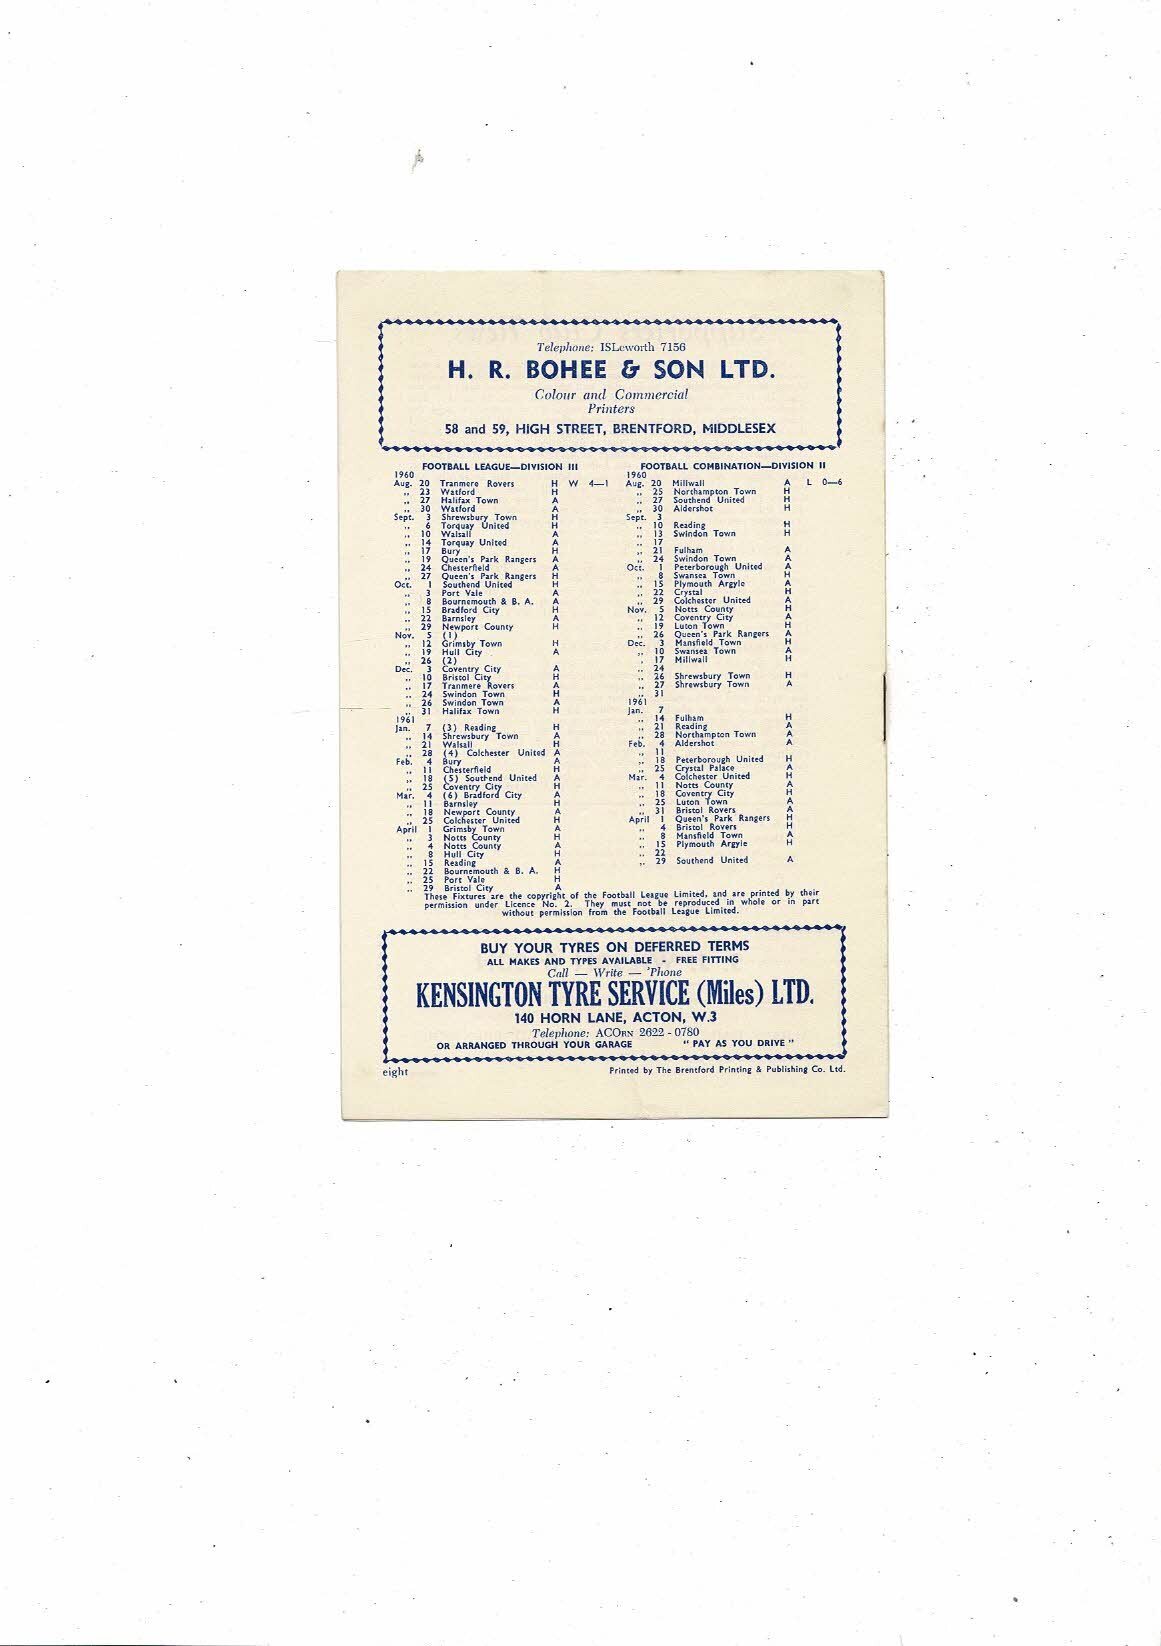 Telephone: ISLeworth 7156
H. R. BOHEE & SON LTD.
Colour and Commercial
Printers
58 and 59, HIGH STREET, BRENTFORD, MIDDLESEX
FOOTBALL LEAGUE—DIVISION III
1960
Aug. 20 Tranmere Rovers H W 4—1
,, 23 Watford H
,, 27 Halifax Town A
,, 30 Watford A
Sept. 3 Shrewsbury Town H
,, 6 Torquay United H
,, 10 Walsall A
,, 14 Torquay United A
,, 17 Bury H
,, 19 Queen's Park Rangers A
,, 24 Chesterfield A
,, 27 Queen's Park Rangers H
Oct. 1 Southend United H
,, 3 Port Vale A
,, 8 Bournemouth & B. A. A
,, 15 Bradford City H
,, 22 Barnsley A
,, 29 Newport County H
Nov. 5 (1)
,, 12 Grimsby Town H
,, 19 Hull City A
,, 26 (2)
Dec. 3 Coventry City A
,, 10 Bristol City H
,, 17 Tranmere Rovers A
,, 24 Swindon Town H
,, 26 Swindon Town A
,, 31 Halifax Town H
1961
Jan. 7 (3) Reading H
,, 14 Shrewsbury Town A
,, 21 Walsall H
,, 28 (4) Colchester United A
Feb. 4 Bury A
,, 11 Chesterfield H
,, 18 (5) Southend United A
,, 25 Coventry City H
Mar. 4 (6) Bradford City A
,, 11 Barnsley H
,, 18 Newport County A
,, 25 Colchester United H
April 1 Grimsby Town A
,, 3 Notts County H
,, 4 Notts County A
,, 8 Hull City H
,, 15 Reading A
,, 22 Bournemouth & B. A. H
,, 25 Port Vale H
,, 29 Bristol City A
FOOTBALL COMBINATION—DIVISION II
1960
Aug. 20 Millwall A L 0—6
,, 25 Northampton Town H
,, 27 Southend United H
,, 30 Aldershot H
Sept. 3
,, 10 Reading H
,, 13 Swindon Town H
,, 17
,, 21 Fulham A
,, 24 Swindon Town A
Oct. 1 Peterborough United A
,, 8 Swansea Town H
,, 15 Plymouth Argyle A
,, 22 Crystal H
,, 29 Colchester United A
Nov. 5 Notts County H
,, 12 Coventry City A
,, 19 Luton Town H
,, 26 Queen's Park Rangers A
Dec. 3 Mansfield Town H
,, 10 Swansea Town A
,, 17 Millwall H
,, 24
,, 26 Shrewsbury Town H
,, 27 Shrewsbury Town A
,, 31
1961
Jan. 7
,, 14 Fulham H
,, 21 Reading A
,, 28 Northampton Town A
Feb. 4 Aldershot A
,, 11
,, 18 Peterborough United H
,, 25 Crystal Palace A
Mar. 4 Colchester United H
,, 11 Notts County A
,, 18 Coventry City H
,, 25 Luton Town A
,, 31 Bristol Rovers A
April 1 Queen's Park Rangers H
,, 4 Bristol Rovers H
,, 8 Mansfield Town A
,, 15 Plymouth Argyle H
,, 22
,, 29 Southend United A
These Fixtures are the copyright of the Football League Limited, and are printed by their
permission under Licence No. 2. They must not be reproduced in whole or in part
without permission from the Football League Limited.
BUY YOUR TYRES ON DEFERRED TERMS
ALL MAKES AND TYPES AVAILABLE - FREE FITTING
Call — Write — 'Phone
KENSINGTON TYRE SERVICE (Miles) LTD.
140 HORN LANE, ACTON, W.3
Telephone: ACORN 2622 - 0780
OR ARRANGED THROUGH YOUR GARAGE "PAY AS YOU DRIVE"
eight
Printed by The Brentford Printing & Publishing Co. Ltd.